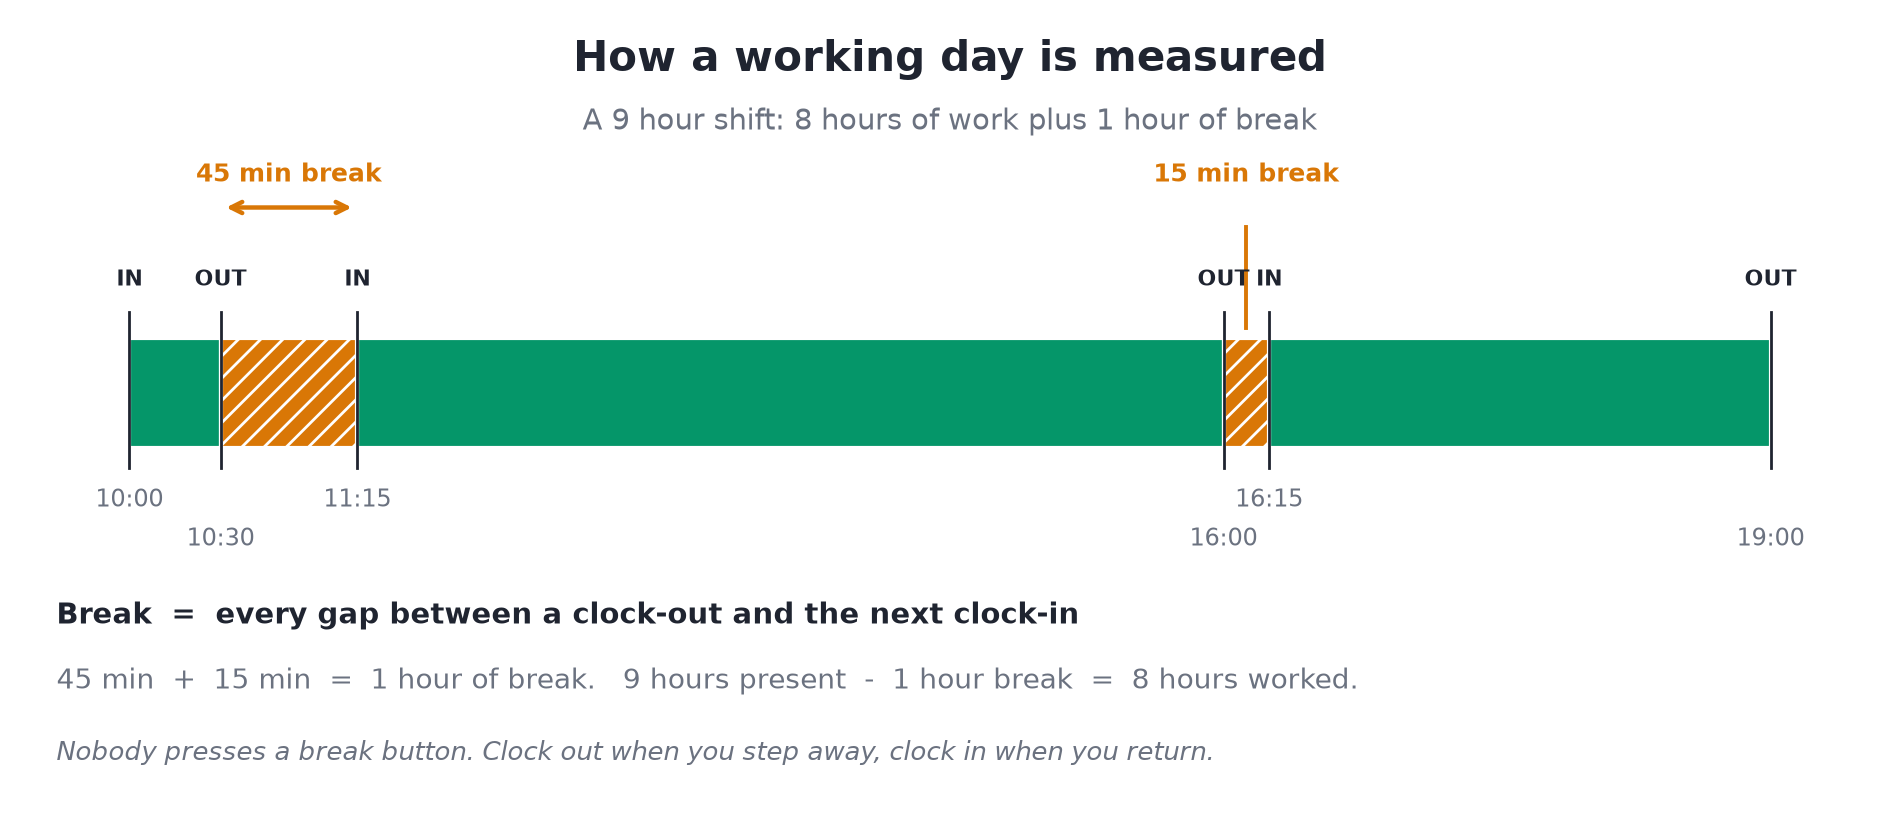 How a working day is measured
A 9 hour shift: 8 hours of work plus 1 hour of break
45 min break
15 min break
IN
OUT
IN
OUT
IN
OUT
10:00
11:15
16:15
10:30
16:00
19:00
Break = every gap between a clock-out and the next clock-in
45 min + 15 min = 1 hour of break. 9 hours present - 1 hour break = 8 hours worked.
Nobody presses a break button. Clock out when you step away, clock in when you return.